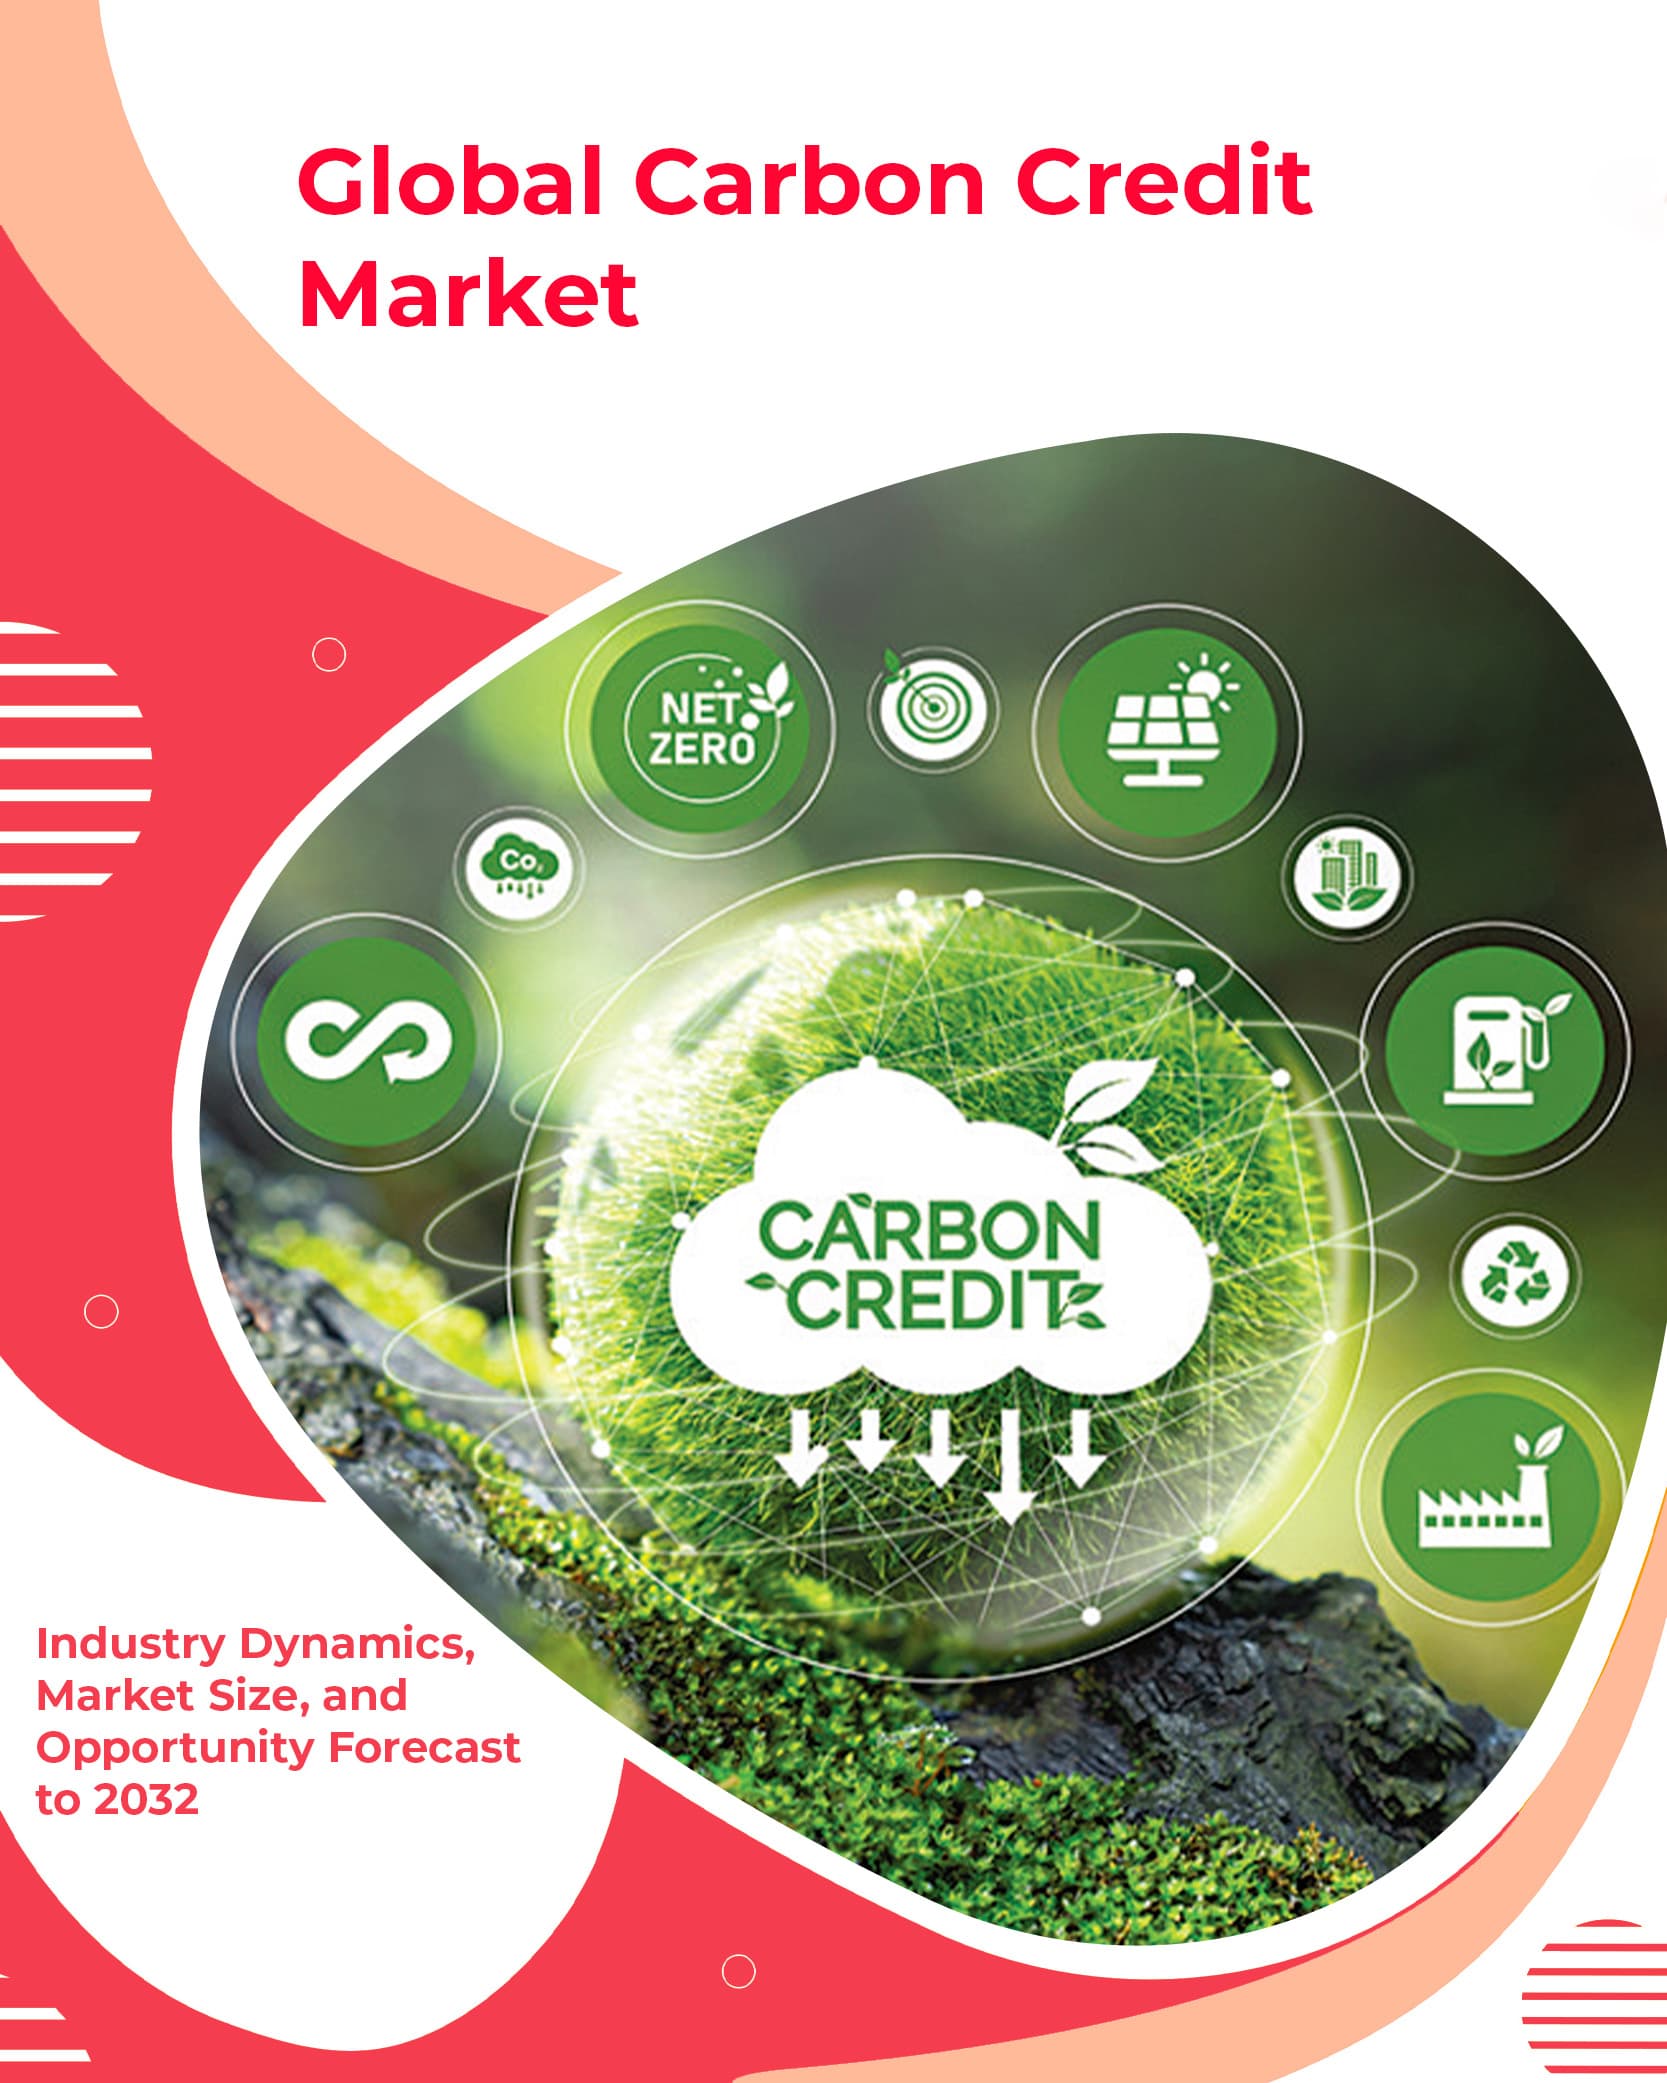 Global Carbon Credit
Market
NET
ZERO
Co₂
CARBON
CREDIT
Industry Dynamics,
Market Size, and
Opportunity Forecast
to 2032